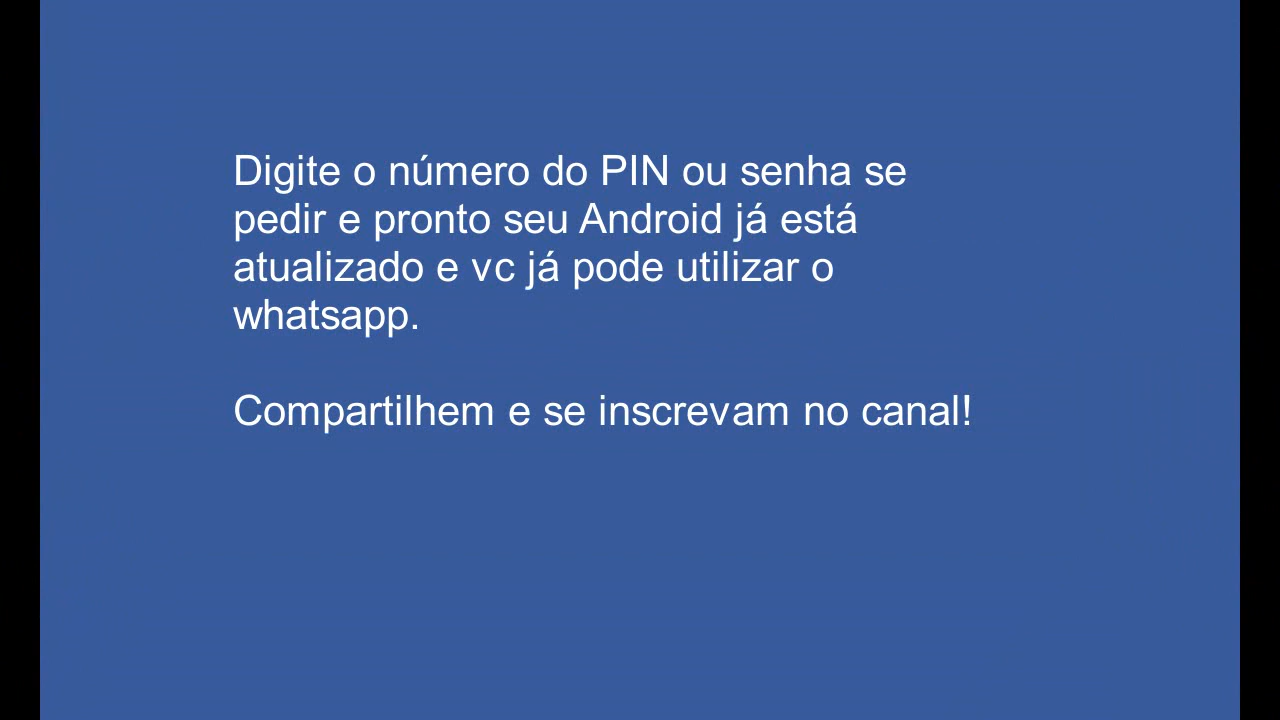 Digite o número do PIN ou senha se
pedir e pronto seu Android já está
atualizado e vc já pode utilizar o
whatsapp.
Compartilhem e se inscrevam no canal!